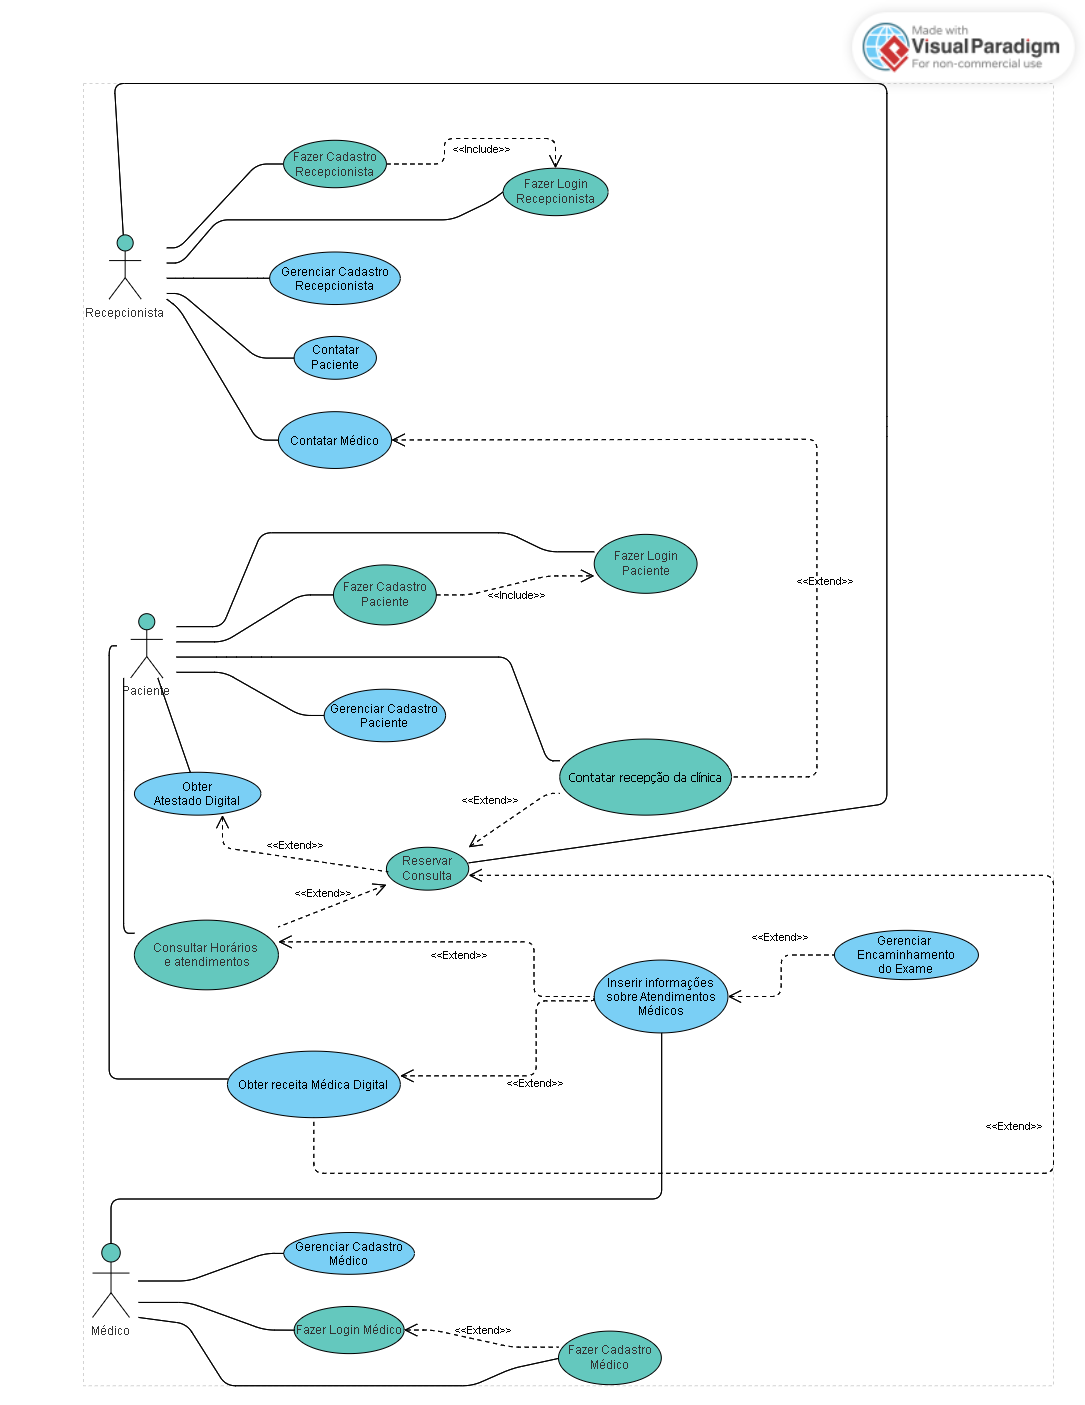 Made with
VisualParadigm
For non-commercial use
Fazer Cadastro
Recepcionista
<<Include>>
Fazer Login
Recepcionista
Recepcionista
Gerenciar Cadastro
Recepcionista
Contatar
Paciente
Contatar Médico
Fazer Login
Paciente
<<Extend>>
Fazer Cadastro
Paciente
<<Include>>
Paciente
Gerenciar Cadastro
Paciente
Contatar recepção da clínica
Obter
Atestado Digital
<<Extend>>
<<Extend>>
Reservar
Consulta
<<Extend>>
Consultar Horários
e atendimentos
<<Extend>>
<<Extend>>
Gerenciar
Encaminhamento
do Exame
Inserir informações
sobre Atendimentos
Médicos
Obter receita Médica Digital
<<Extend>>
<<Extend>>
Gerenciar Cadastro
Médico
Médico
Fazer Login Médico
<<Extend>>
Fazer Cadastro
Médico